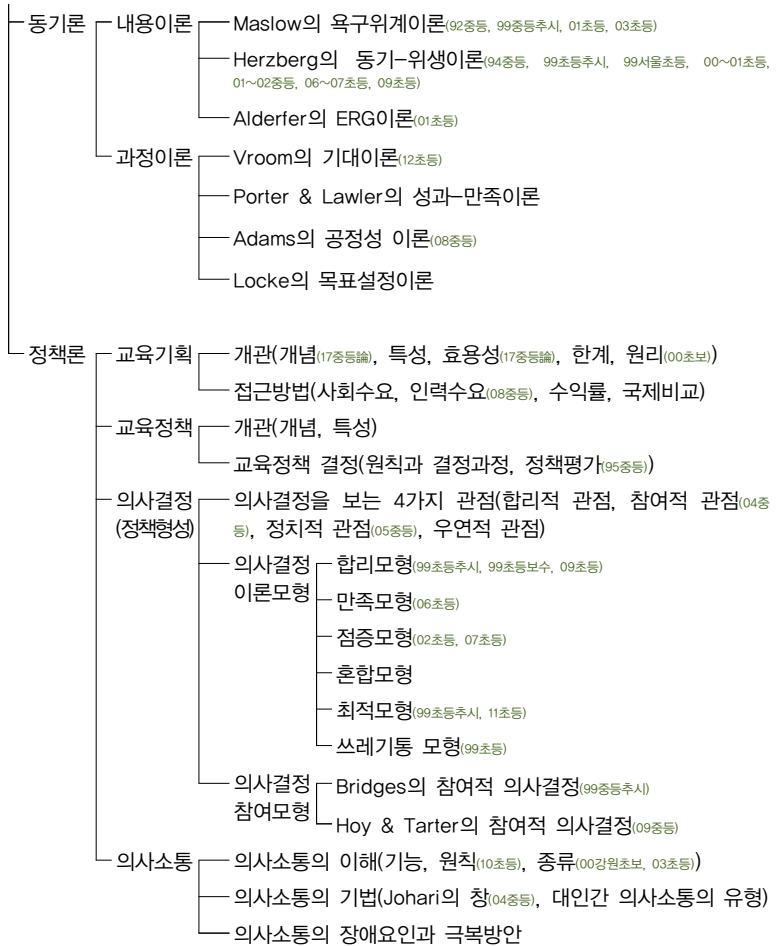 동기론 내용이론 Maslow의 욕구위계이론(92중등, 99중등추시, 01초등, 03초등)
Herzberg의 동기-위생이론(94중등, 99초등추시, 99서울초등, 00~01초등,
01~02중등, 06~07초등, 09초등)
Alderfer의 ERG이론(01초등)
과정이론 Vroom의 기대이론(12초등)
Porter & Lawler의 성과-만족이론
Adams의 공정성 이론(08중등)
Locke의 목표설정이론
정책론 교육기획 개관(개념(17중등論), 특성, 효용성(17중등論), 한계, 원리(00초보))
접근방법(사회수요, 인력수요(08중등), 수익률, 국제비교)
교육정책 개관(개념, 특성)
교육정책 결정(원칙과 결정과정, 정책평가(95중등))
의사결정 의사결정을 보는 4가지 관점(합리적 관점, 참여적 관점(04중
(정책형성) 등), 정치적 관점(05중등), 우연적 관점)
의사결정 합리모형(99초등추시, 99초등보수, 09초등)
이론모형
만족모형(06초등)
점증모형(02초등, 07초등)
혼합모형
최적모형(99초등추시, 11초등)
쓰레기통 모형(99초등)
의사결정 Bridges의 참여적 의사결정(99중등추시)
참여모형
Hoy & Tarter의 참여적 의사결정(09중등)
의사소통 의사소통의 이해(기능, 원칙(10초등), 종류(00강원초보, 03초등))
의사소통의 기법(Johari의 창(04중등), 대인간 의사소통의 유형)
의사소통의 장애요인과 극복방안